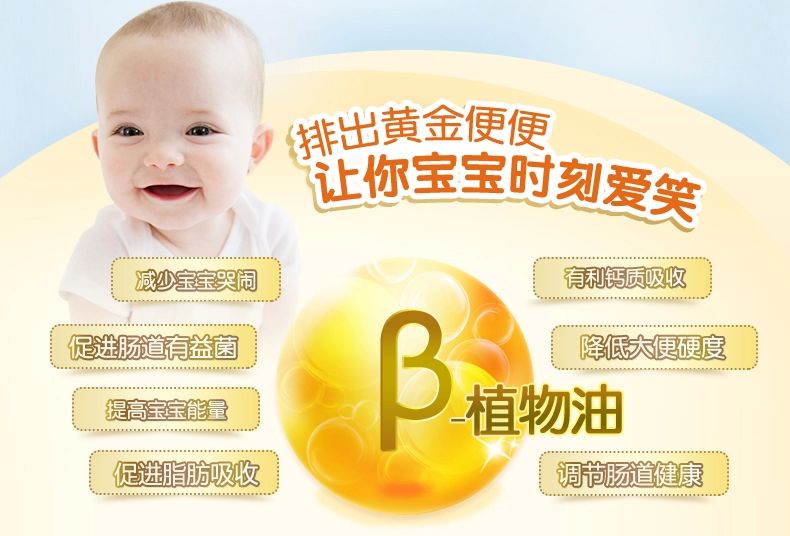 排出黄金便便
让你宝宝时刻爱笑
减少宝宝哭闹
促进肠道有益菌
提高宝宝能量
促进脂肪吸收
β-植物油
有利钙质吸收
降低大便硬度
调节肠道健康